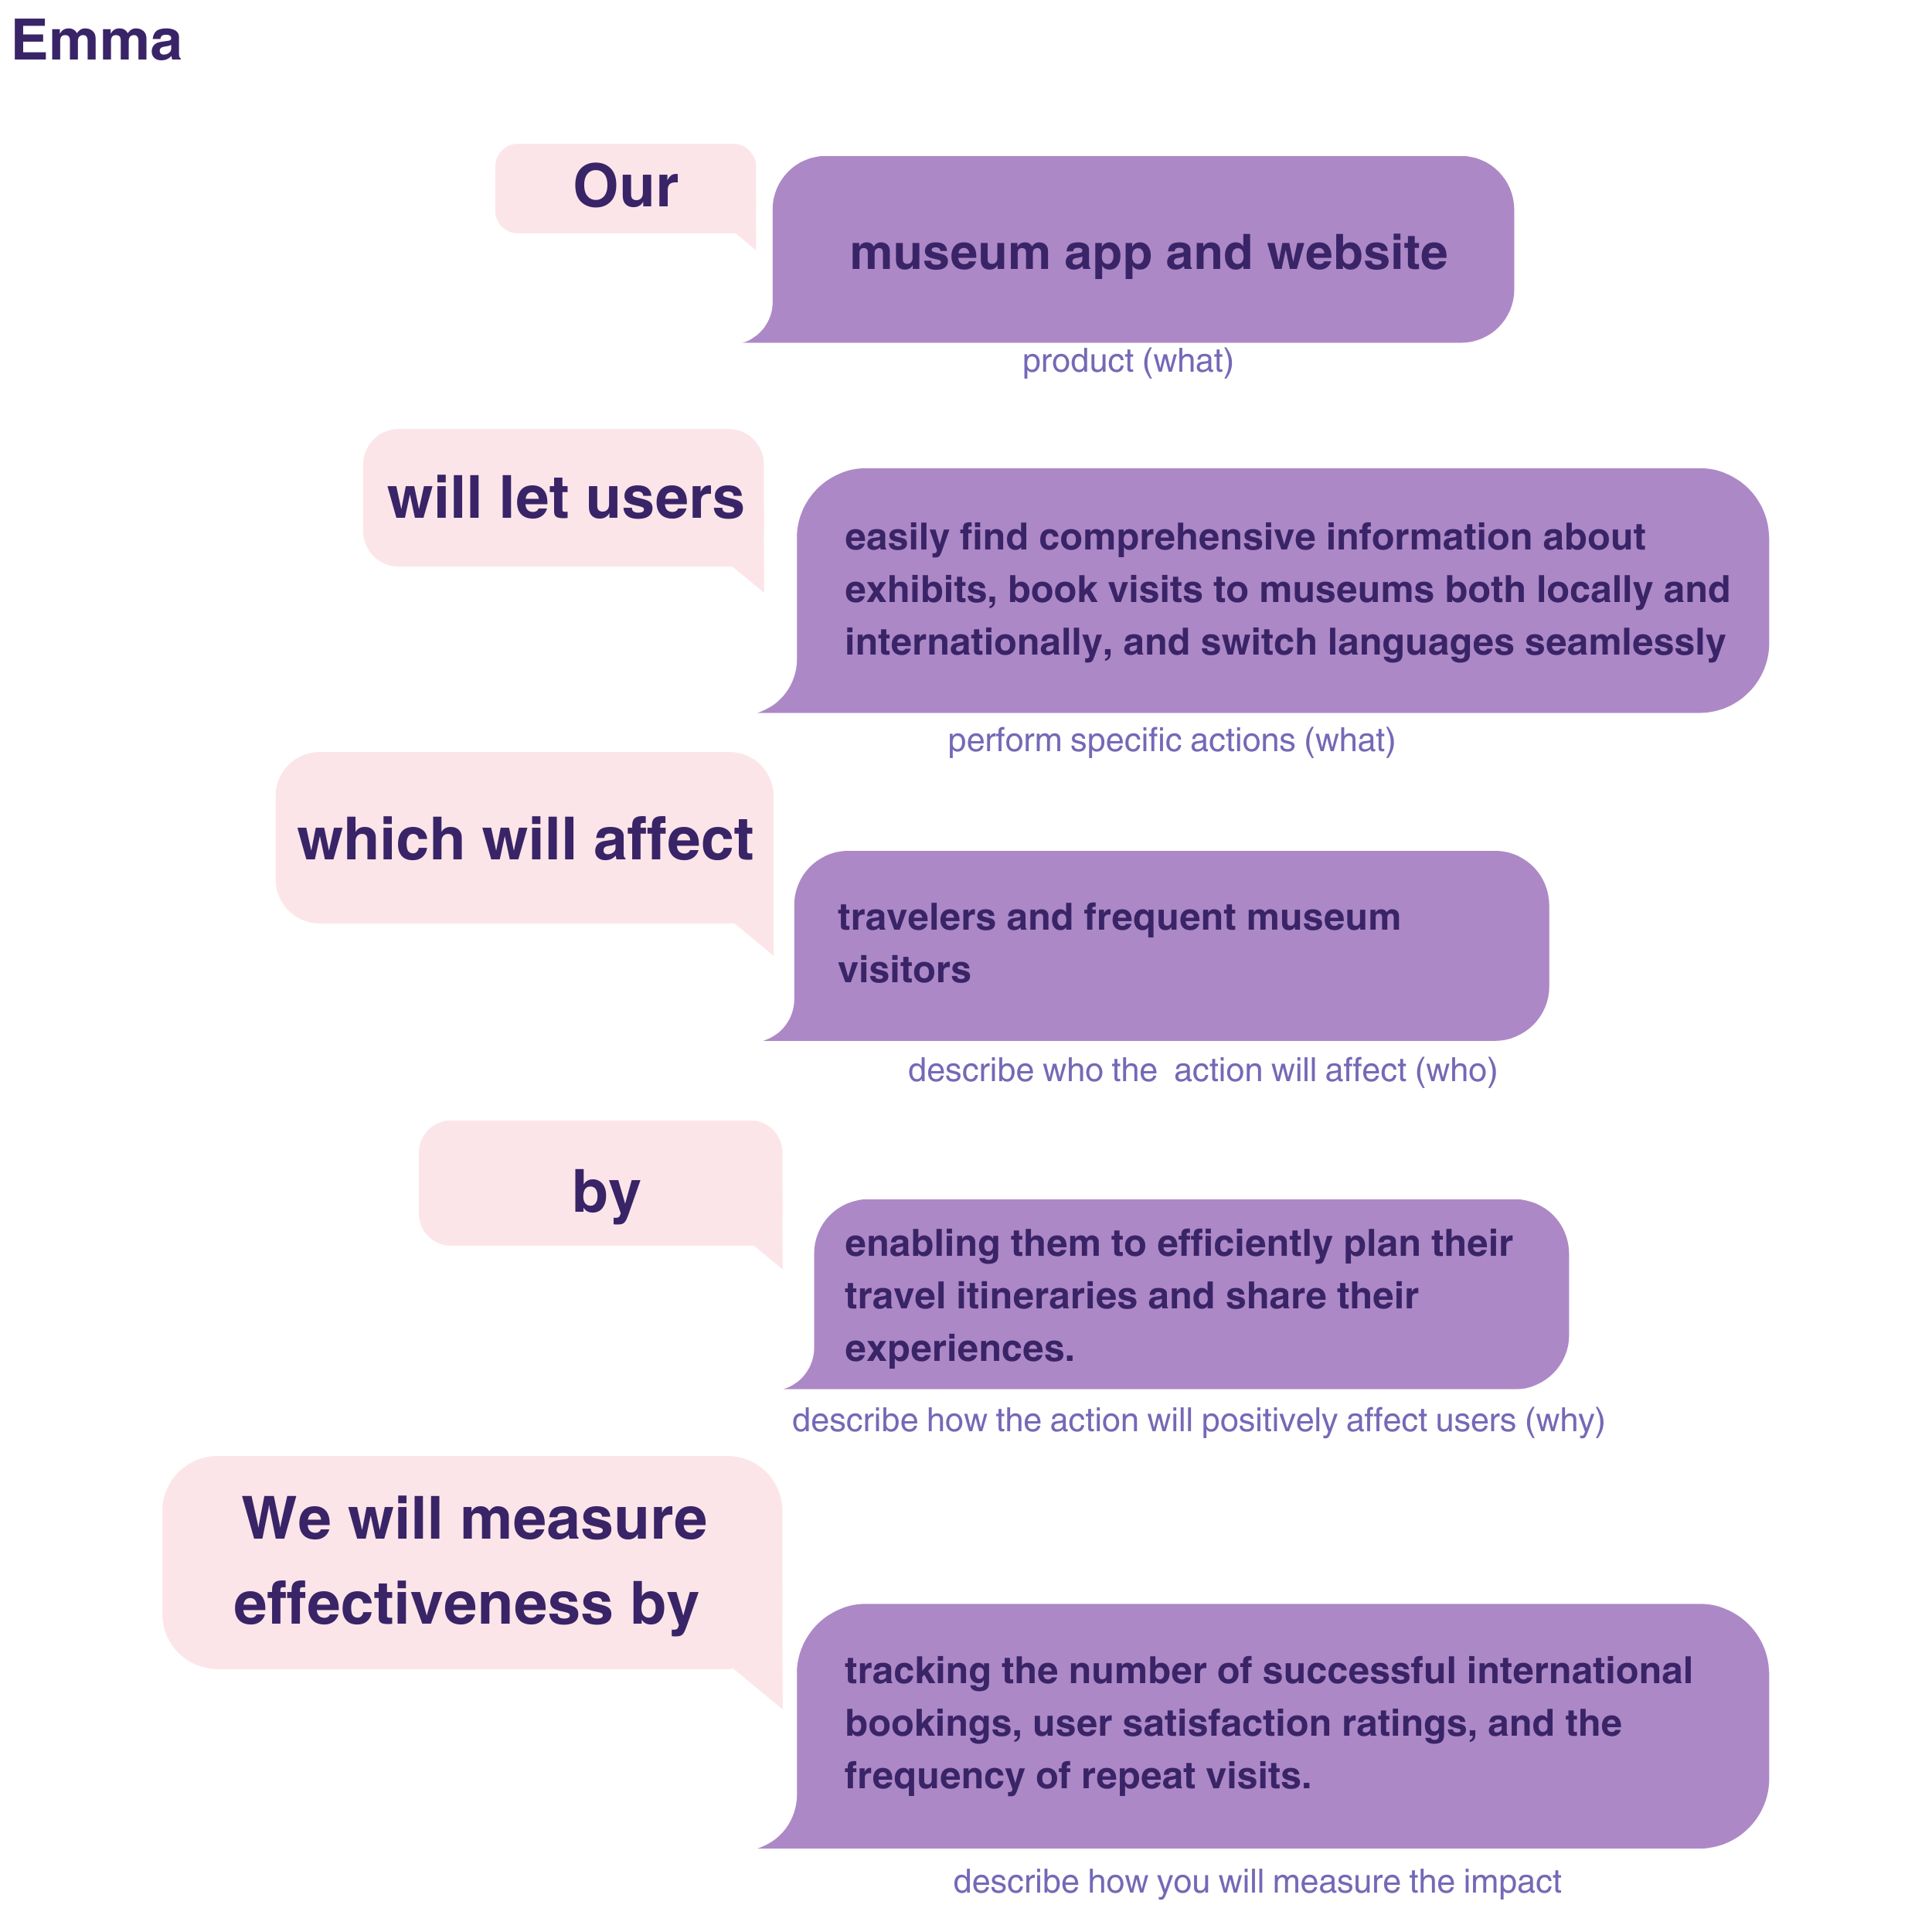 Emma
Our
museum app and website
product (what)
will let users
easily find comprehensive information about
exhibits, book visits to museums both locally and
internationally, and switch languages seamlessly
perform specific actions (what)
which will affect
travelers and frequent museum
visitors
describe who the  action will affect (who)
by
enabling them to efficiently plan their
travel itineraries and share their
experiences.
describe how the action will positively affect users (why)
We will measure
effectiveness by
tracking the number of successful international
bookings, user satisfaction ratings, and the
frequency of repeat visits.
describe how you will measure the impact